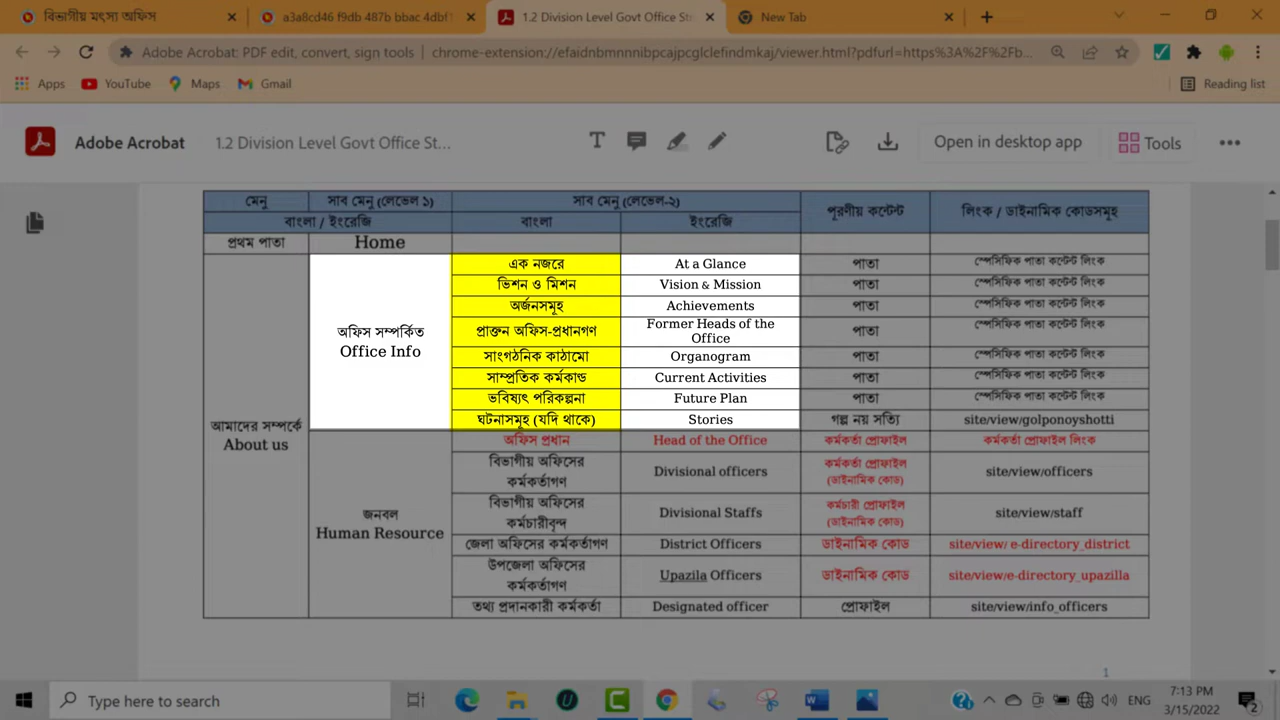 বিভাগীয় মৎস্য অফিস
a3a8cd46 f9db 487b bbac 4dbf1
1.2 Division Level Govt Office St
New Tab
Adobe Acrobat: PDF edit, convert, sign tools | chrome-extension://efaidnbmnnnibpcajpcglclefindmkaj/viewer.html?pdfurl=https%3A%2F%2Fb...
Apps YouTube Maps Gmail Reading list
Adobe Acrobat 1.2 Division Level Govt Office St... Open in desktop app Tools
মেনু সাব মেনু (লেভেল ১) সাব মেনু (লেভেল-২) পূরণীয় কন্টেন্ট লিংক / ডাইনামিক কোডসমূহ
বাংলা / ইংরেজি বাংলা ইংরেজি
প্রথম পাতা Home
আমাদের সম্পর্কে
About us
অফিস সম্পর্কিত
Office Info
এক নজরে At a Glance পাতা স্পেসিফিক পাতা কন্টেন্ট লিংক
ভিশন ও মিশন Vision & Mission পাতা স্পেসিফিক পাতা কন্টেন্ট লিংক
অর্জনসমূহ Achievements পাতা স্পেসিফিক পাতা কন্টেন্ট লিংক
প্রাক্তন অফিস-প্রধানগণ Former Heads of the
Office পাতা স্পেসিফিক পাতা কন্টেন্ট লিংক
সাংগঠনিক কাঠামো Organogram পাতা স্পেসিফিক পাতা কন্টেন্ট লিংক
সাম্প্রতিক কর্মকান্ড Current Activities পাতা স্পেসিফিক পাতা কন্টেন্ট লিংক
ভবিষ্যৎ পরিকল্পনা Future Plan পাতা স্পেসিফিক পাতা কন্টেন্ট লিংক
ঘটনাসমূহ (যদি থাকে) Stories গল্প নয় সত্যি site/view/golponoyshotti
জনবল
Human Resource
অফিস প্রধান Head of the Office কর্মকর্তা প্রোফাইল কর্মকর্তা প্রোফাইল লিংক
বিভাগীয় অফিসের
কর্মকর্তাগণ Divisional officers কর্মকর্তা প্রোফাইল
(ডাইনামিক কোড) site/view/officers
বিভাগীয় অফিসের
কর্মচারীবৃন্দ Divisional Staffs কর্মচারী প্রোফাইল
(ডাইনামিক কোড) site/view/staff
জেলা অফিসের কর্মকর্তাগণ District Officers ডাইনামিক কোড site/view/ e-directory_district
উপজেলা অফিসের
কর্মকর্তাগণ Upazila Officers ডাইনামিক কোড site/view/e-directory_upazilla
তথ্য প্রদানকারী কর্মকর্তা Designated officer প্রোফাইল site/view/info_officers
1
Type here to search ENG 7:13 PM
3/15/2022 2